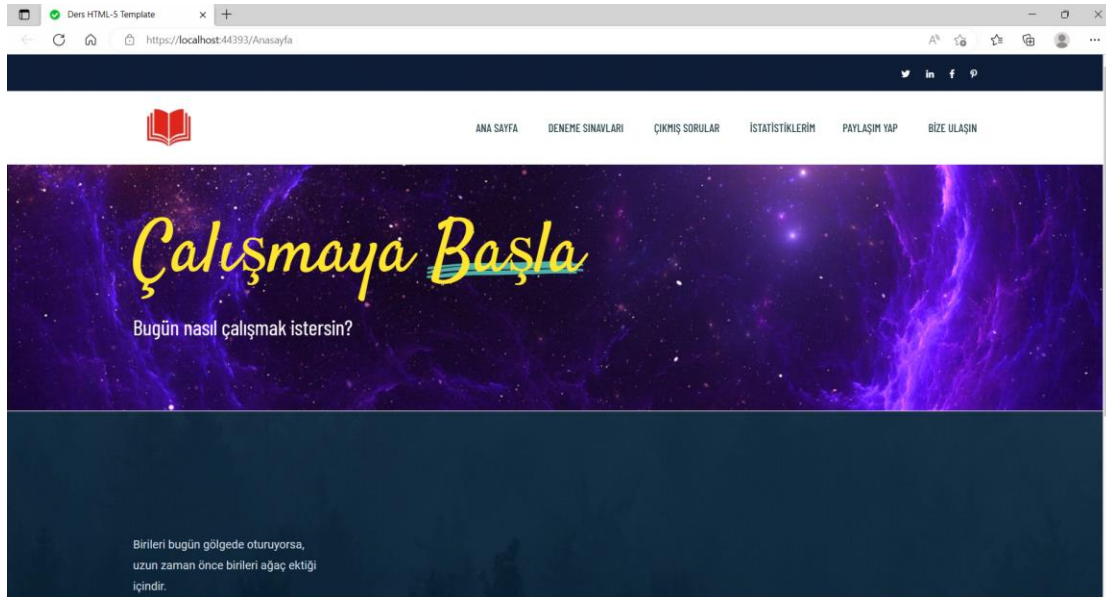 Ders HTML-5 Template
https://localhost:44393/Anasayfa
ANA SAYFA DENEME SINAVLARI ÇIKMIŞ SORULAR İSTATİSTİKLERİM PAYLAŞIM YAP BİZE ULAŞIN
Çalışmaya Başla
Bugün nasıl çalışmak istersin?
Birileri bugün gölgede oturuyorsa,
uzun zaman önce birileri ağaç ektiği
içindir.